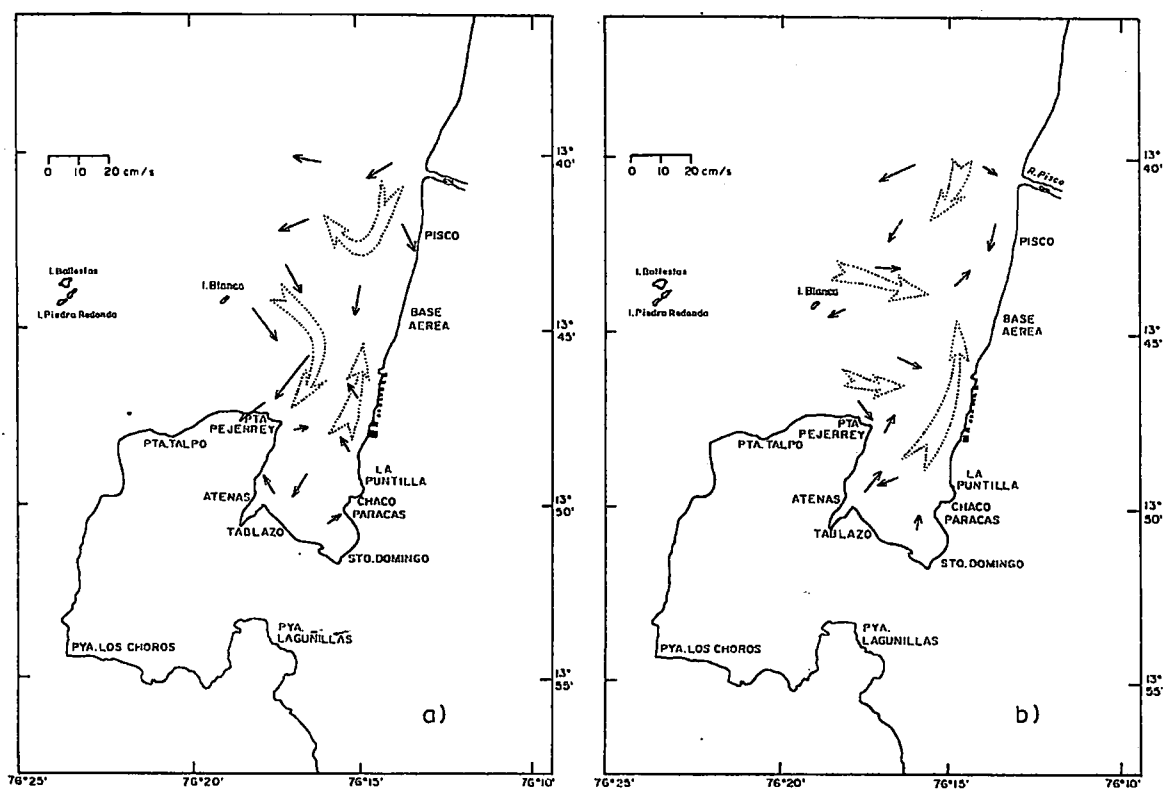 13°
40'
0 10 20 cm/s
PISCO
I. Ballestas
I. Blanca
I. Piedra Redonda
BASE
AEREA
13°
45'
PTA.
PEJERREY
PTA. TALPO
LA
PUNTILLA
ATENAS
CHACO
PARACAS
13°
50'
TABLAZO
STO. DOMINGO
PYA.
LAGUNILLAS
PYA. LOS CHOROS
13°
55'
a)
76°25'
76°20'
76°15'
76°10'
13°
40'
0 10 20 cm/s
R. Pisco
PISCO
I. Ballestas
I. Blanca
I. Piedra Redonda
BASE
AEREA
13°
45'
PTA.
PEJERREY
PTA. TALPO
LA
PUNTILLA
ATENAS
CHACO
PARACAS
13°
50'
TABLAZO
STO. DOMINGO
PYA.
LAGUNILLAS
PYA. LOS CHOROS
13°
55'
b)
76°25'
76°20'
76°15'
76°10'